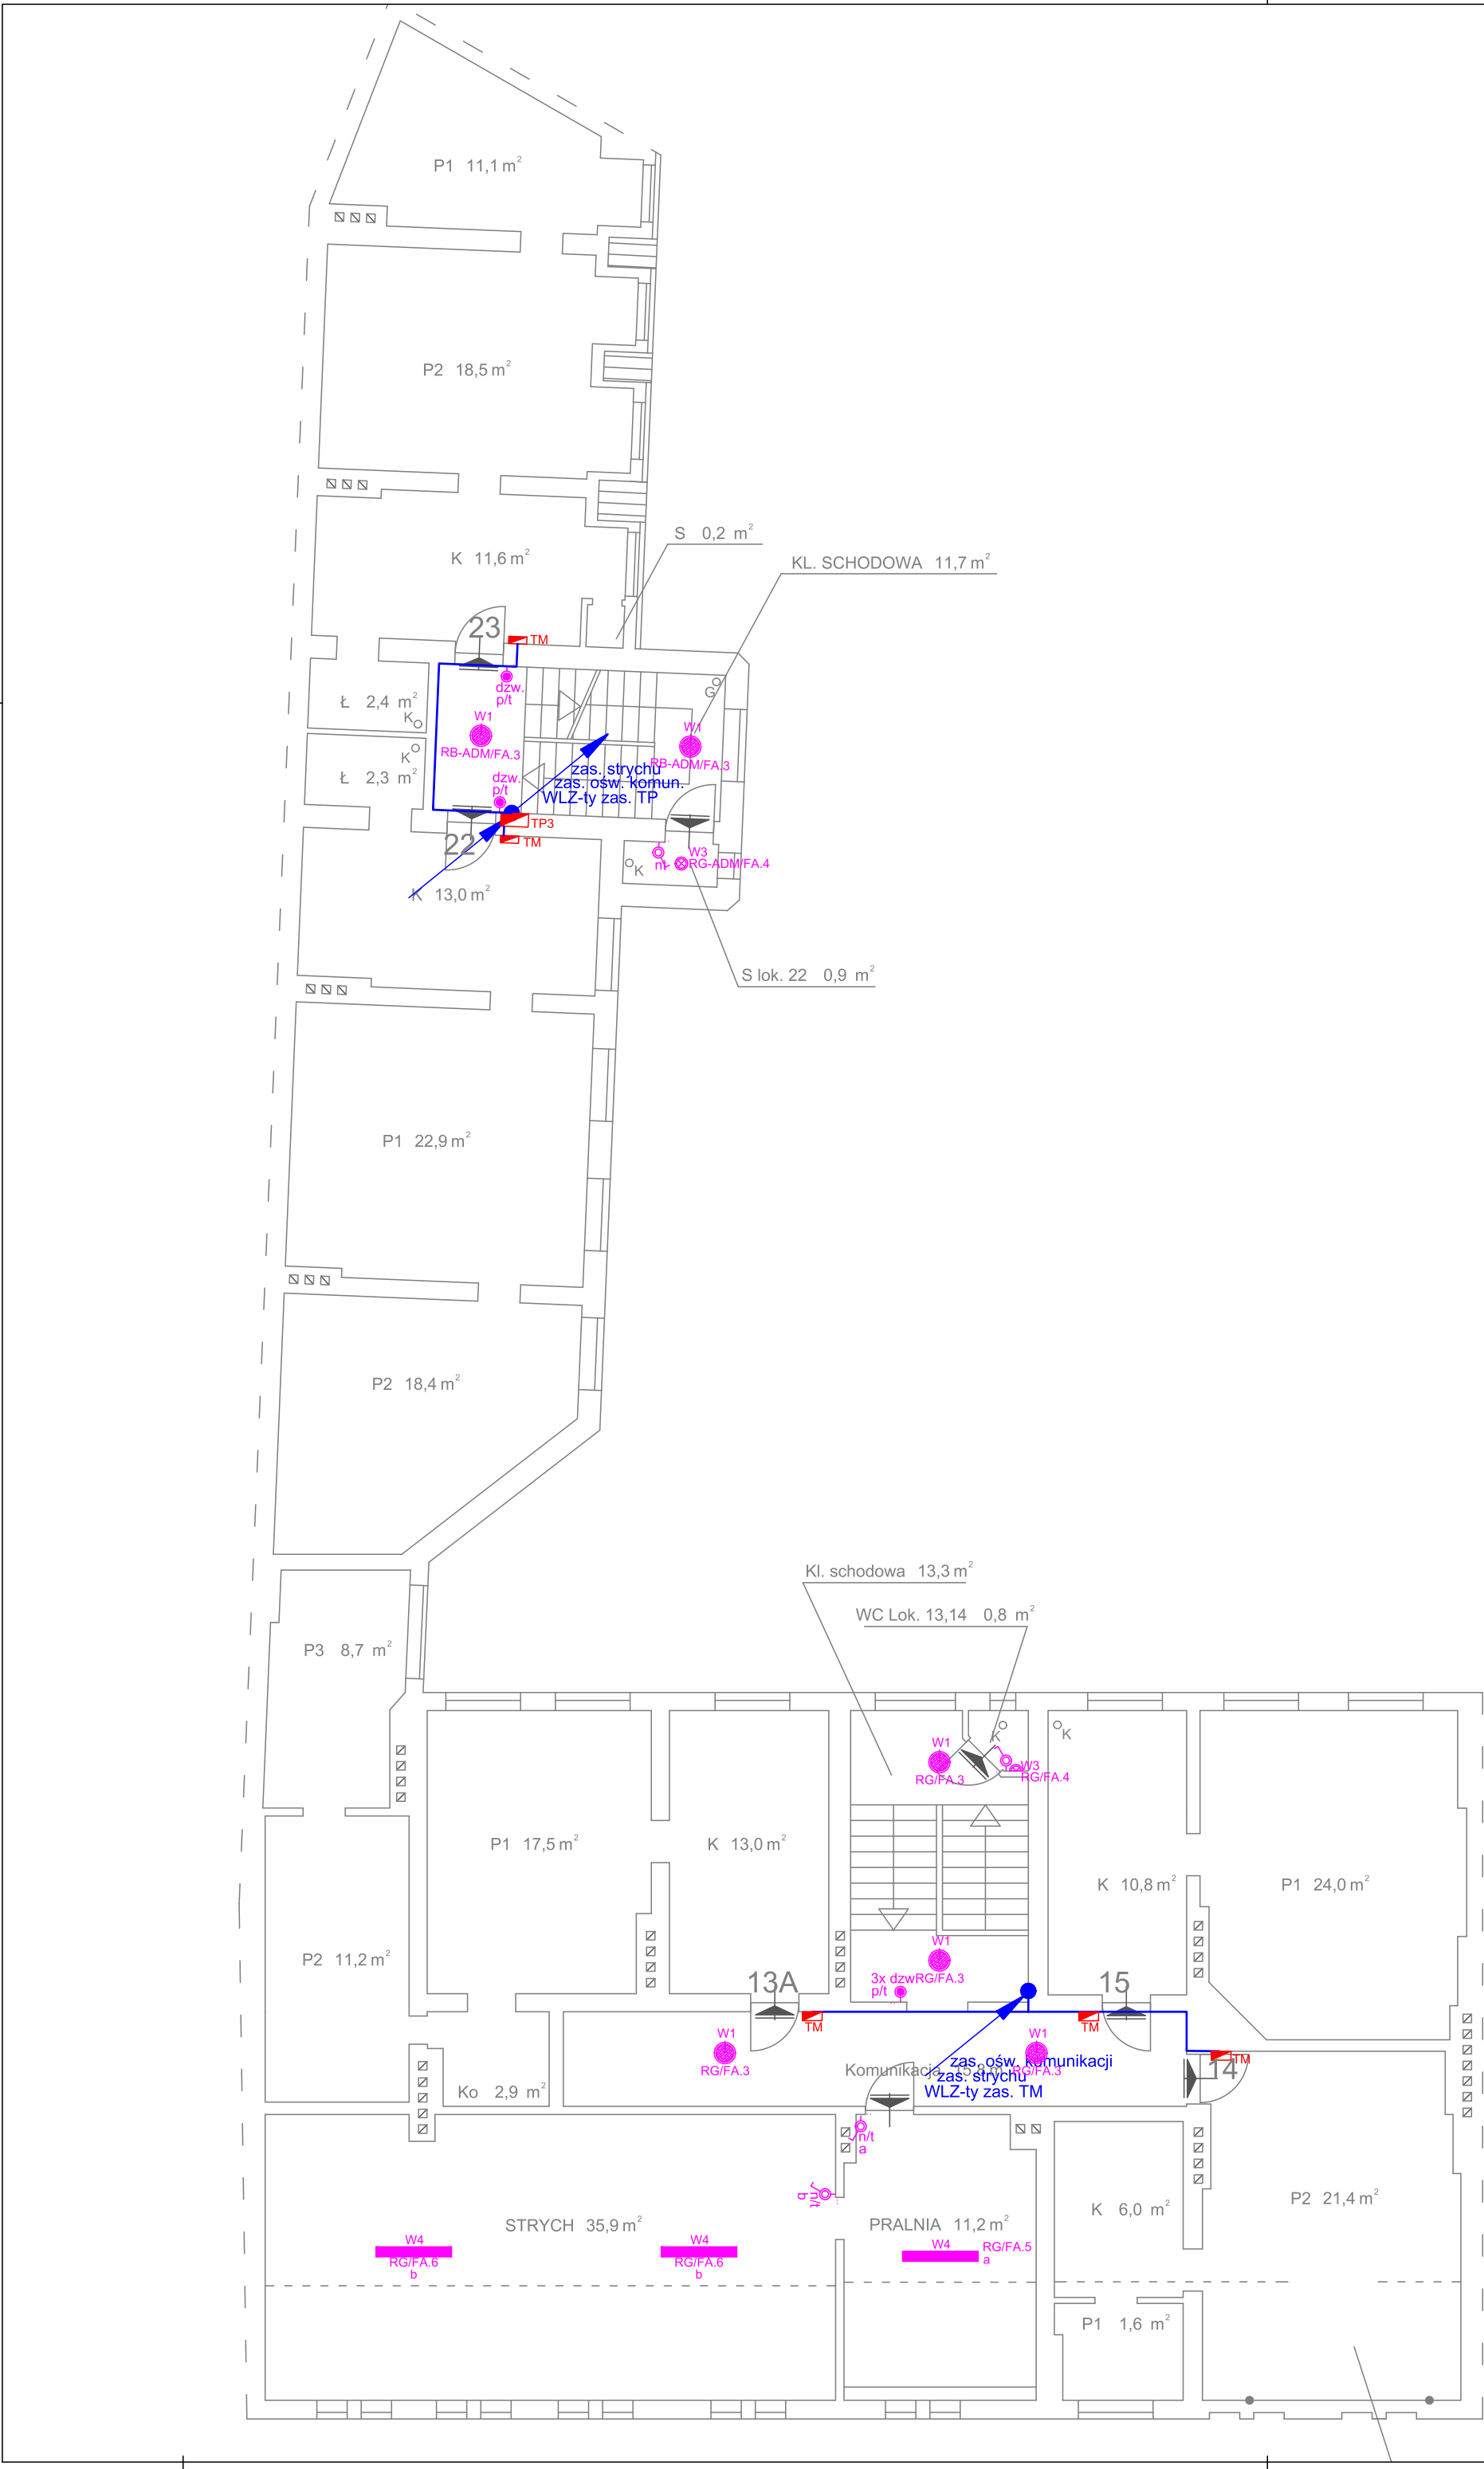 P1 11,1 m²
P2 18,5 m²
S 0,2 m²
K 11,6 m²
KL. SCHODOWA 11,7 m²
23
TM
dzw.
p/t
G
Ł 2,4 m²
K
W1
RB-ADM/FA.3
W1
RB-ADM/FA.3
K
Ł 2,3 m²
dzw.
p/t
zas. strychu
zas. ośw. komun.
WLZ-ty zas. TP
TP3
22
TM
nt
W3
RG-ADM/FA.4
K
K 13,0 m²
S lok. 22 0,9 m²
P1 22,9 m²
P2 18,4 m²
Kl. schodowa 13,3 m²
WC Lok. 13,14 0,8 m²
P3 8,7 m²
W1
RG/FA.3
K
K
W3
RG/FA.4
P1 17,5 m²
K 13,0 m²
K 10,8 m²
P1 24,0 m²
P2 11,2 m²
W1
RG/FA.3
3x dzw
p/t
13A
15
TM
TM
W1
RG/FA.3
W1
RG/FA.3
TM
14
Komunikacja 15,8 m²
zas. ośw. komunikacji
zas. strychu
WLZ-ty zas. TM
Ko 2,9 m²
n/t
a
n/t
b
STRYCH 35,9 m²
PRALNIA 11,2 m²
K 6,0 m²
P2 21,4 m²
W4
RG/FA.6
b
W4
RG/FA.6
b
W4
RG/FA.5
a
P1 1,6 m²